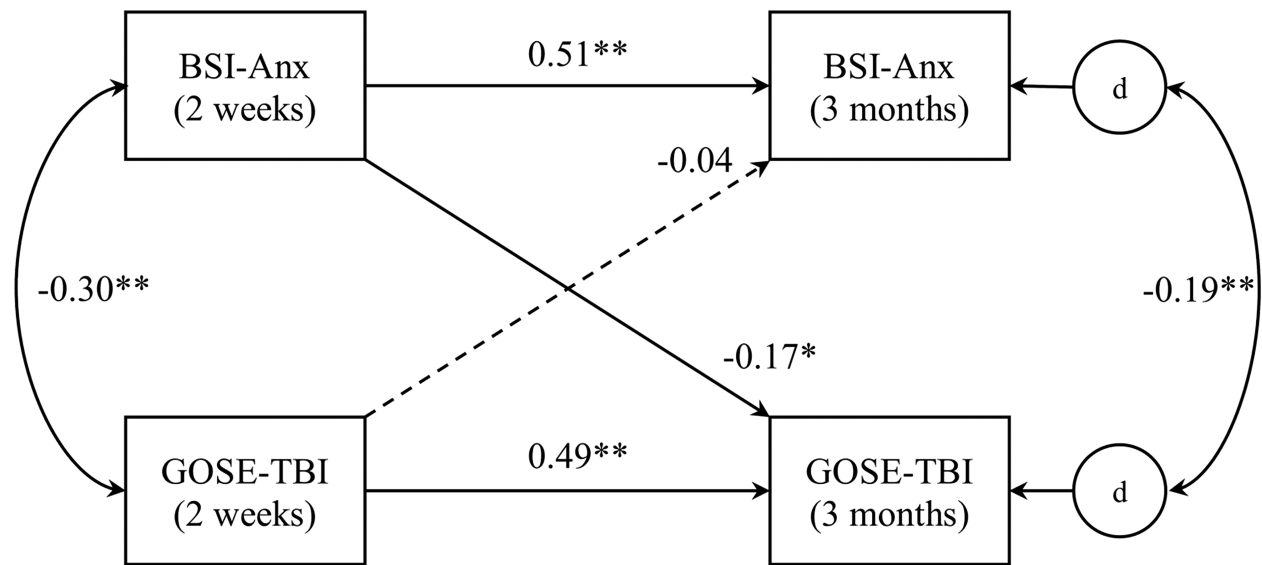 BSI-Anx
(2 weeks)
0.51**
BSI-Anx
(3 months)
d
-0.04
-0.30**
-0.19**
-0.17*
GOSE-TBI
(2 weeks)
0.49**
GOSE-TBI
(3 months)
d